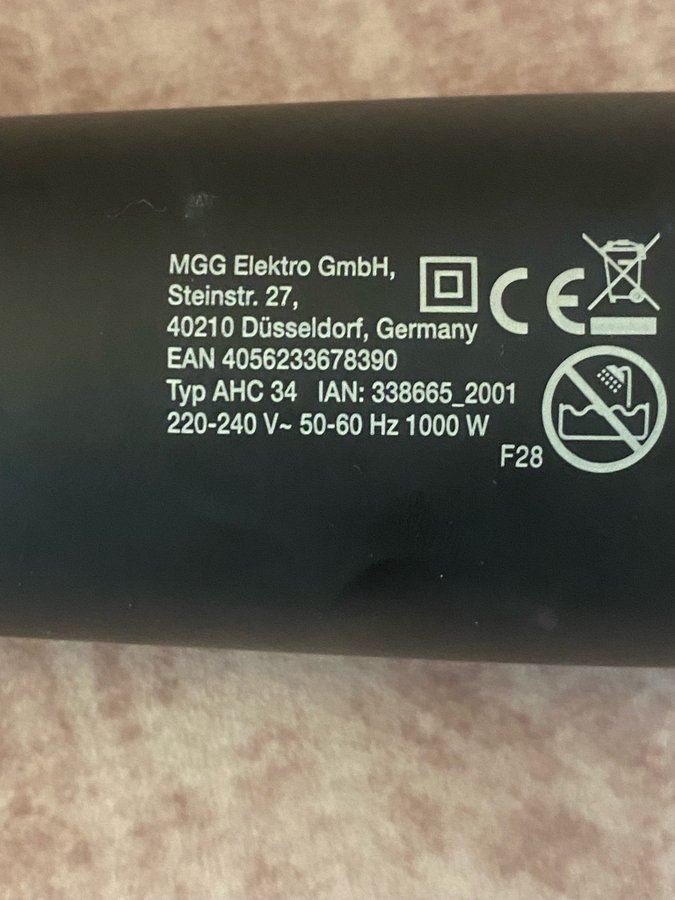 MGG Elektro GmbH,
Steinstr. 27,
40210 Düsseldorf, Germany
EAN 4056233678390
Typ AHC 34   IAN: 338665_2001
220-240 V~ 50-60 Hz 1000 W
F28
CE